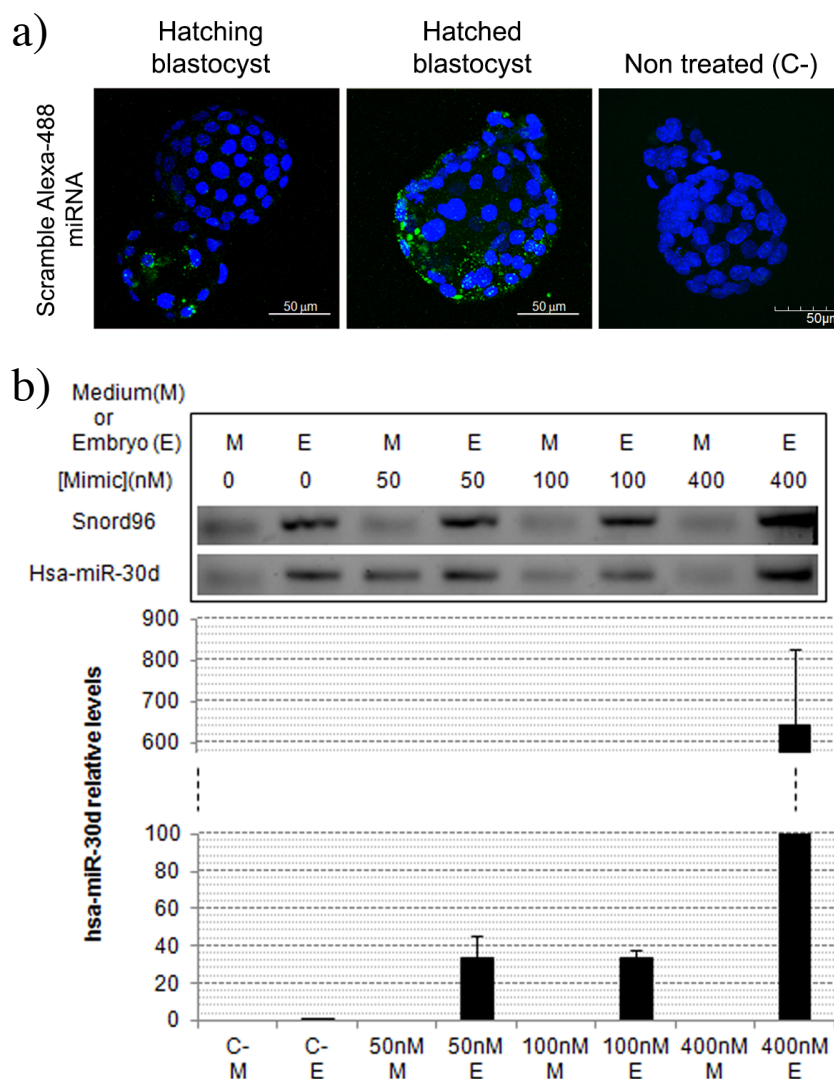 a)
Hatching blastocyst
Hatched blastocyst
Non treated (C-)
Scramble Alexa-488 miRNA
50 µm
50 µm
50µm
b)
Medium(M) or Embryo (E)
M E M E M E M E
[Mimic](nM) 0 0 50 50 100 100 400 400
Snord96
Hsa-miR-30d
hsa-miR-30d relative levels
900
800
700
600
100
80
60
40
20
0
C- M
C- E
50nM M
50nM E
100nM M
100nM E
400nM M
400nM E